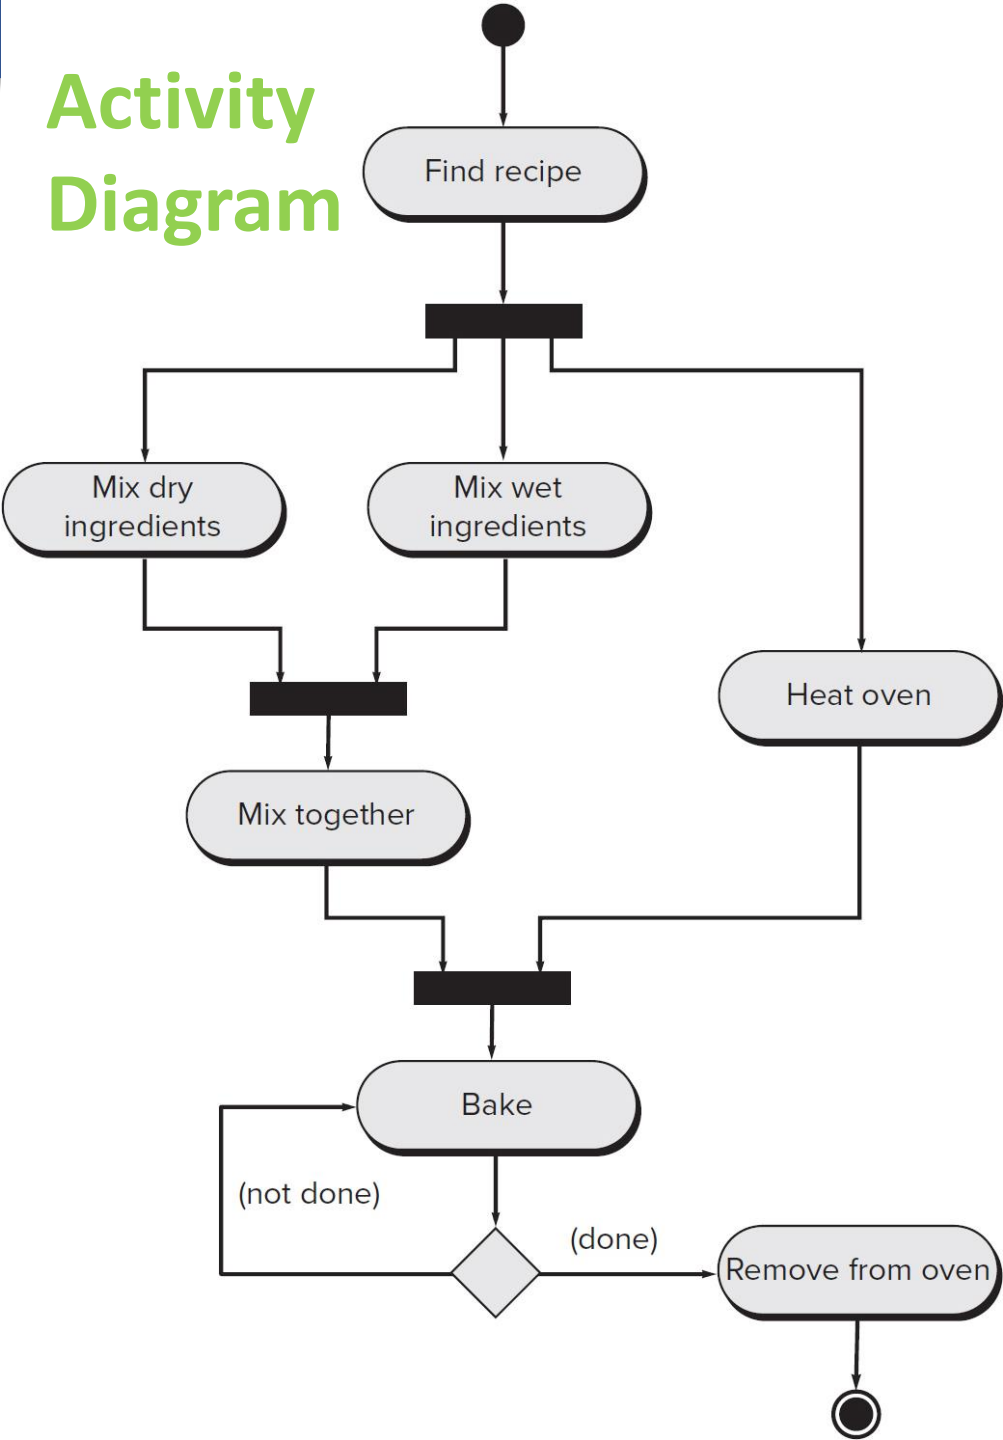 Activity
Diagram
Find recipe
Mix dry
ingredients
Mix wet
ingredients
Heat oven
Mix together
Bake
(not done)
(done)
Remove from oven